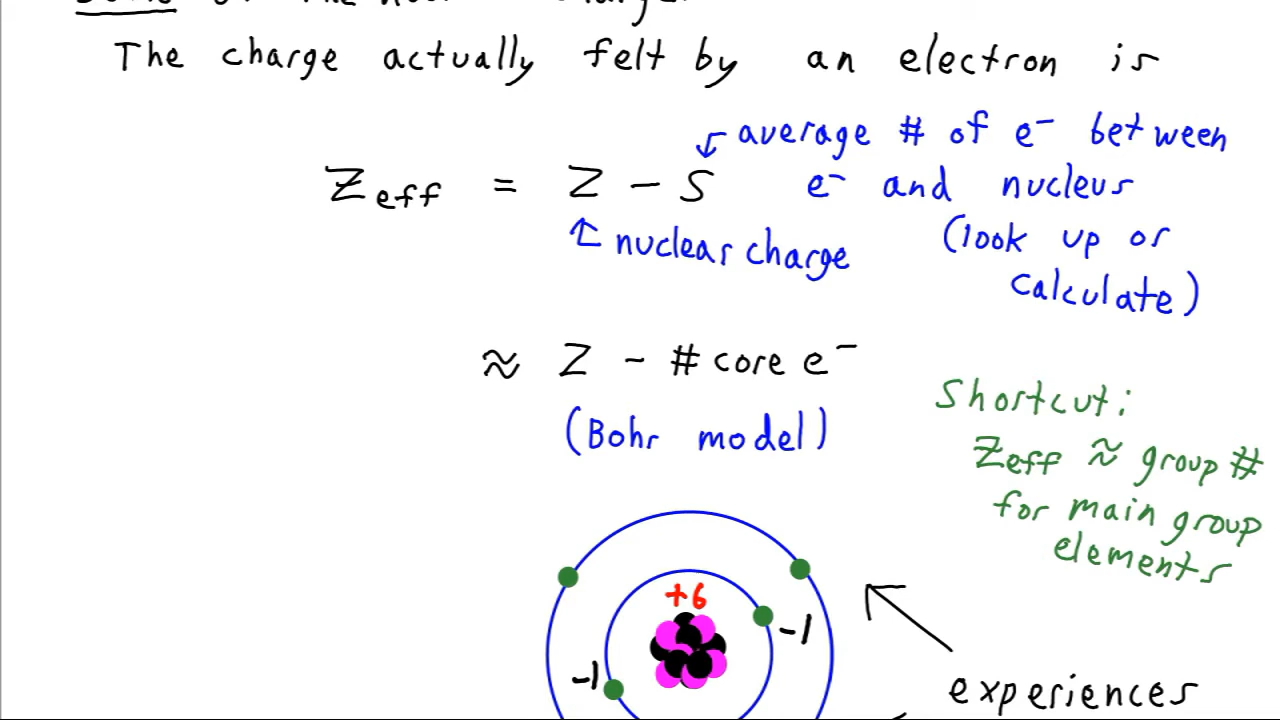 The charge actually felt by an electron is
average # of e⁻ between
Zeff = Z - S e⁻ and nucleus
nuclear charge (look up or
calculate)
≈ Z - # core e⁻
(Bohr model)
Shortcut:
Zeff ≈ group #
for main group
elements
+6
-1
-1
experiences